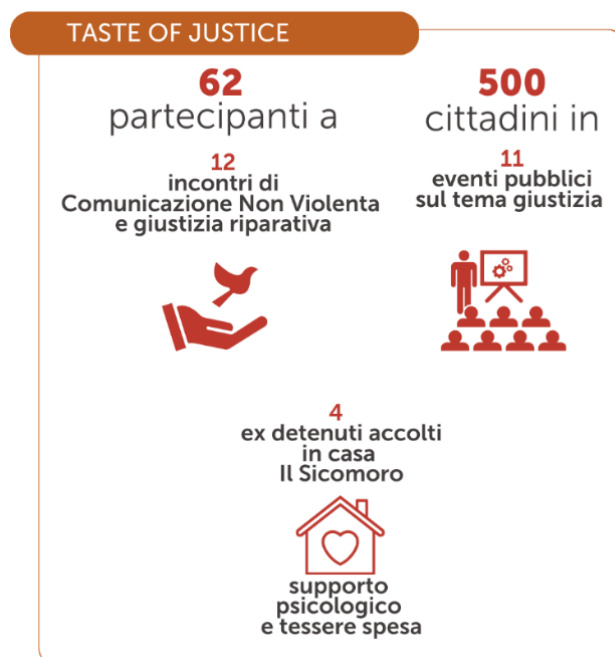 TASTE OF JUSTICE
62
partecipanti a
12
incontri di
Comunicazione Non Violenta
e giustizia riparativa
500
cittadini in
11
eventi pubblici
sul tema giustizia
4
ex detenuti accolti
in casa
Il Sicomoro
supporto
psicologico
e tessere spesa